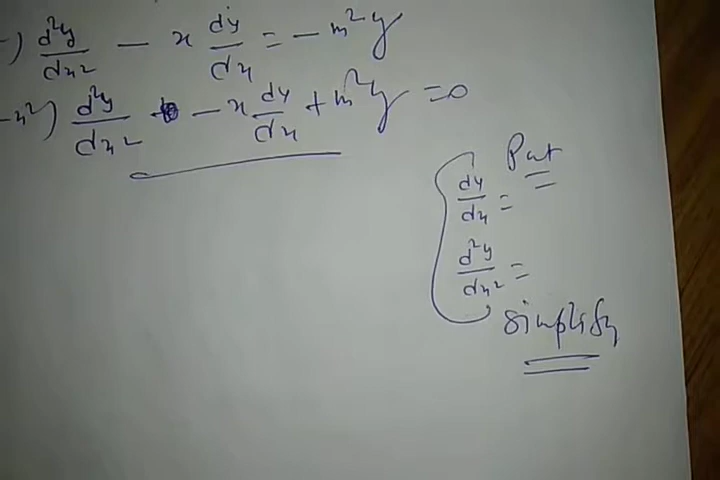 -) d²y/dx² - x dy/dx = - m²y
-x²) d²y/dx² - x dy/dx + m²y = 0
Put
dy/dx =
d²y/dx² =
simplify